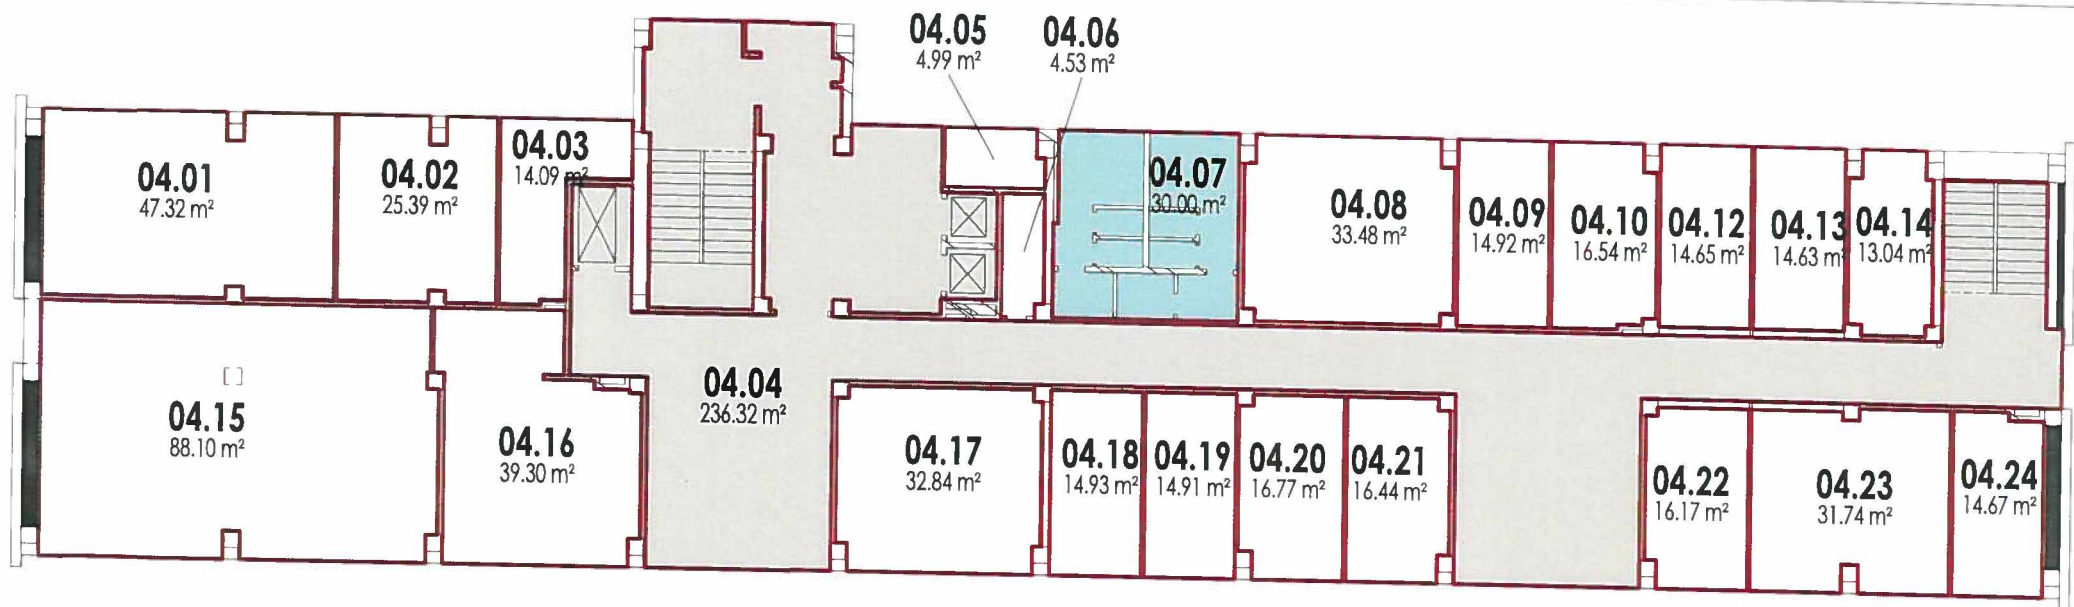 04.05
4.99 m²
04.06
4.53 m²
04.01
47.32 m²
04.02
25.39 m²
04.03
14.09 m²
04.07
30.00 m²
04.08
33.48 m²
04.09
14.92 m²
04.10
16.54 m²
04.12
14.65 m²
04.13
14.63 m²
04.14
13.04 m²
04.15
88.10 m²
04.16
39.30 m²
04.04
236.32 m²
04.17
32.84 m²
04.18
14.93 m²
04.19
14.91 m²
04.20
16.77 m²
04.21
16.44 m²
04.22
16.17 m²
04.23
31.74 m²
04.24
14.67 m²